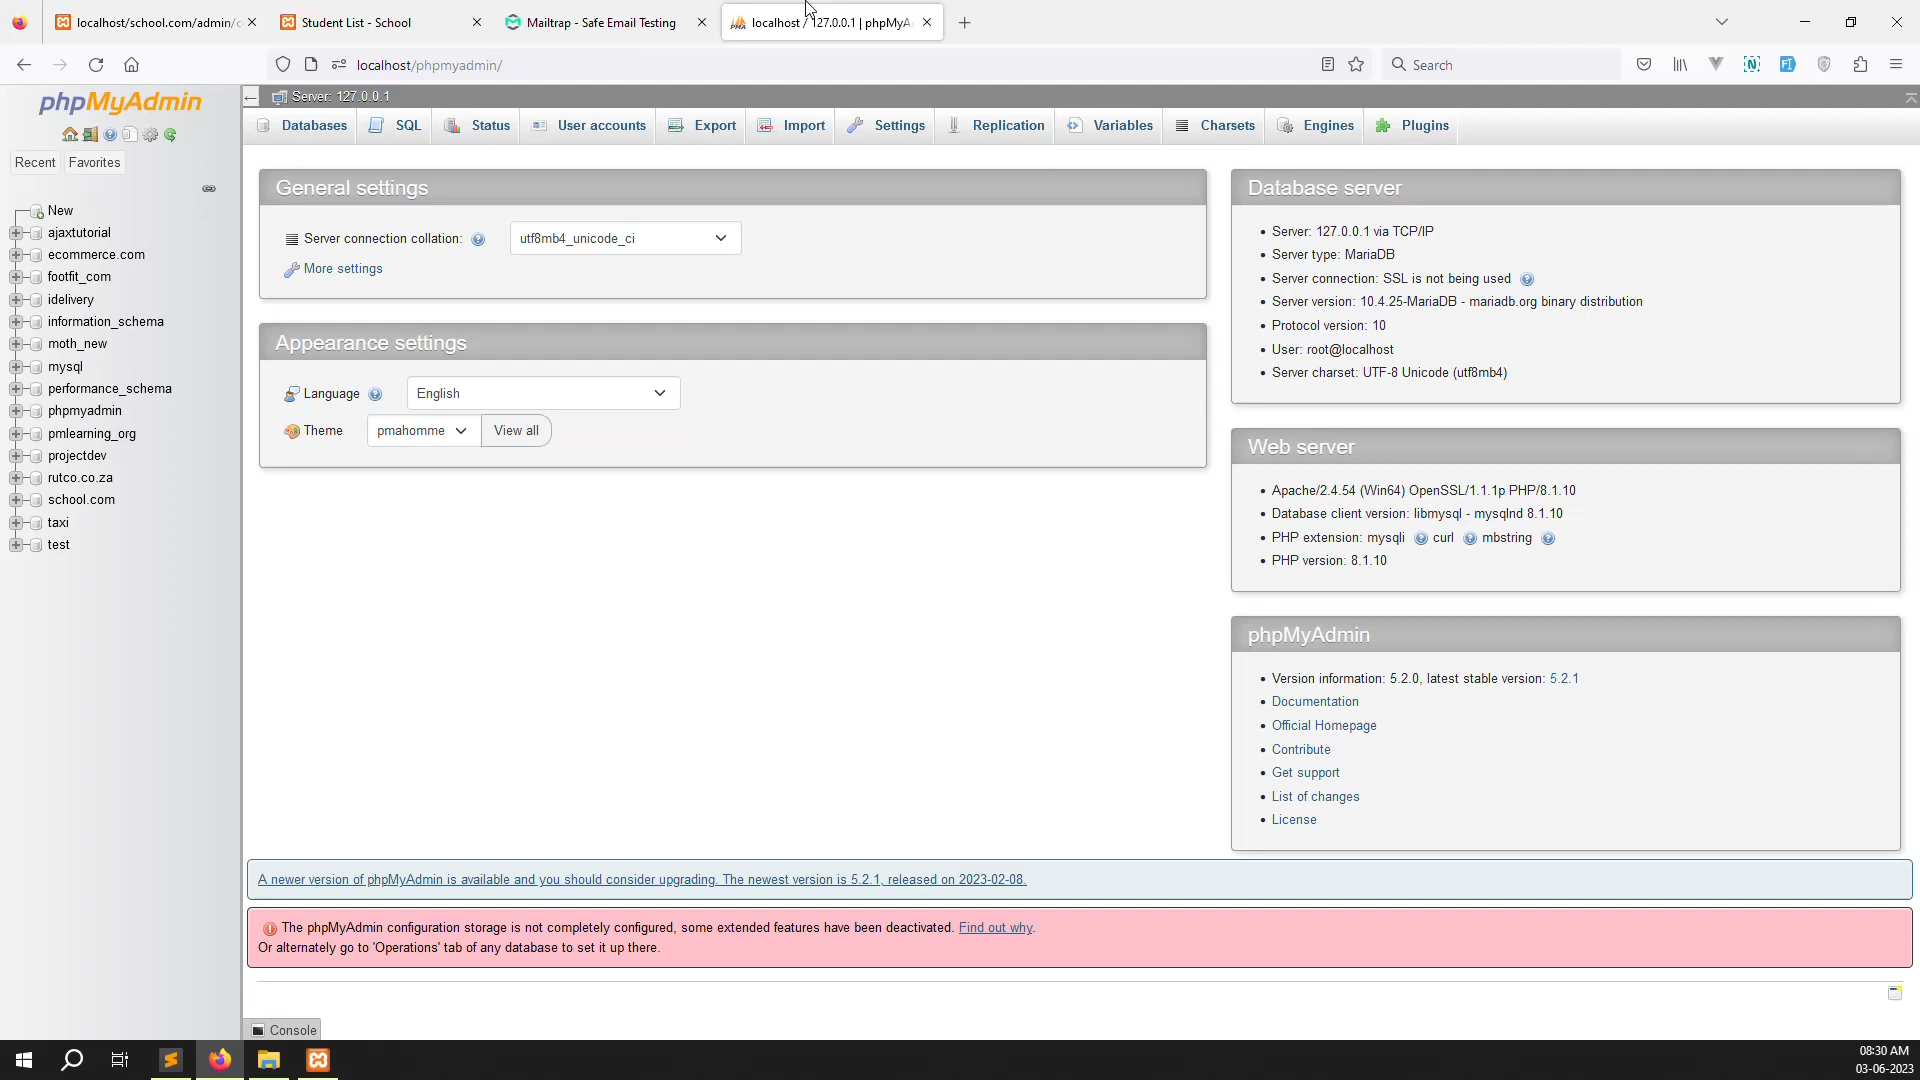 localhost/school.com/admin/c
Student List - School
Mailtrap - Safe Email Testing
localhost / 127.0.0.1 | phpMyA
localhost/phpmyadmin/
Search
phpMyAdmin
Recent
Favorites
New
ajaxtutorial
ecommerce.com
footfit_com
idelivery
information_schema
moth_new
mysql
performance_schema
phpmyadmin
pmlearning_org
projectdev
rutco.co.za
school.com
taxi
test
Server: 127.0.0.1
Databases
SQL
Status
User accounts
Export
Import
Settings
Replication
Variables
Charsets
Engines
Plugins
General settings
Server connection collation:
utf8mb4_unicode_ci
More settings
Appearance settings
Language
English
Theme
pmahomme
View all
Database server
• Server: 127.0.0.1 via TCP/IP
• Server type: MariaDB
• Server connection: SSL is not being used
• Server version: 10.4.25-MariaDB - mariadb.org binary distribution
• Protocol version: 10
• User: root@localhost
• Server charset: UTF-8 Unicode (utf8mb4)
Web server
• Apache/2.4.54 (Win64) OpenSSL/1.1.1p PHP/8.1.10
• Database client version: libmysql - mysqlnd 8.1.10
• PHP extension: mysqli curl mbstring
• PHP version: 8.1.10
phpMyAdmin
• Version information: 5.2.0, latest stable version: 5.2.1
• Documentation
• Official Homepage
• Contribute
• Get support
• List of changes
• License
A newer version of phpMyAdmin is available and you should consider upgrading. The newest version is 5.2.1, released on 2023-02-08.
The phpMyAdmin configuration storage is not completely configured, some extended features have been deactivated. Find out why.
Or alternately go to 'Operations' tab of any database to set it up there.
Console
08:30 AM
03-06-2023